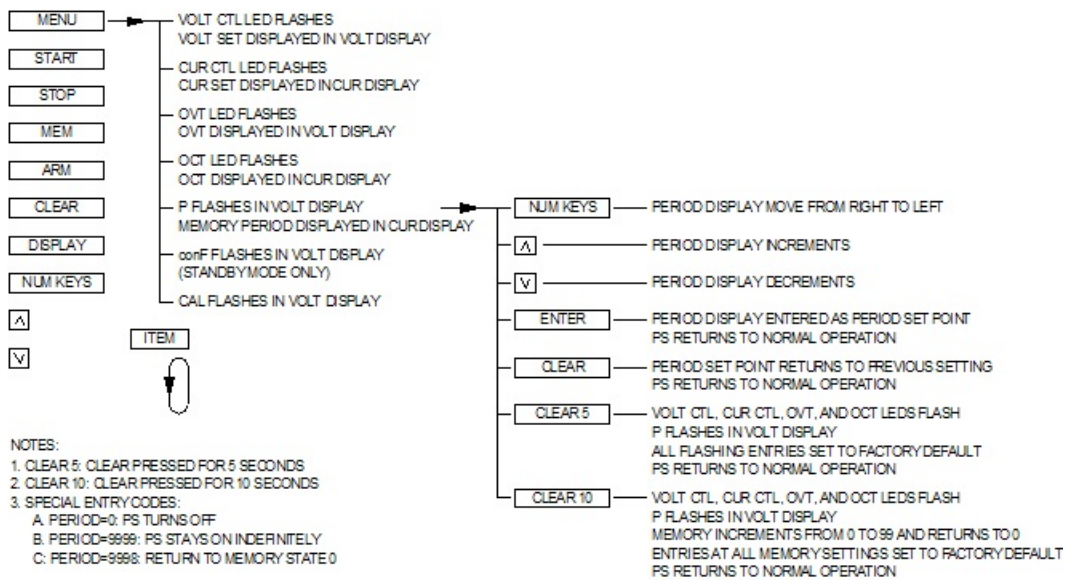 MENU
START
STOP
MEM
ARM
CLEAR
DISPLAY
NUM KEYS
VOLT CTL LED FLASHES
VOLT SET DISPLAYED IN VOLT DISPLAY
CUR CTL LED FLASHES
CUR SET DISPLAYED IN CUR DISPLAY
OVT LED FLASHES
OVT DISPLAYED IN VOLT DISPLAY
OCT LED FLASHES
OCT DISPLAYED IN CUR DISPLAY
P FLASHES IN VOLT DISPLAY
MEMORY PERIOD DISPLAYED IN CUR DISPLAY
conF FLASHES IN VOLT DISPLAY
(STANDBY MODE ONLY)
CAL FLASHES IN VOLT DISPLAY
ITEM
NUM KEYS
PERIOD DISPLAY MOVE FROM RIGHT TO LEFT
PERIOD DISPLAY INCREMENTS
PERIOD DISPLAY DECREMENTS
ENTER
PERIOD DISPLAY ENTERED AS PERIOD SET POINT
PS RETURNS TO NORMAL OPERATION
CLEAR
PERIOD SET POINT RETURNS TO PREVIOUS SETTING
PS RETURNS TO NORMAL OPERATION
CLEAR 5
VOLT CTL, CUR CTL, OVT, AND OCT LEDS FLASH
P FLASHES IN VOLT DISPLAY
ALL FLASHING ENTRIES SET TO FACTORY DEFAULT
PS RETURNS TO NORMAL OPERATION
CLEAR 10
VOLT CTL, CUR CTL, OVT, AND OCT LEDS FLASH
P FLASHES IN VOLT DISPLAY
MEMORY INCREMENTS FROM 0 TO 99 AND RETURNS TO 0
ENTRIES AT ALL MEMORY SETTINGS SET TO FACTORY DEFAULT
PS RETURNS TO NORMAL OPERATION
NOTES:
1. CLEAR 5: CLEAR PRESSED FOR 5 SECONDS
2. CLEAR 10: CLEAR PRESSED FOR 10 SECONDS
3. SPECIAL ENTRY CODES:
A. PERIOD=0: PS TURNS OFF
B. PERIOD=9999: PS STAYS ON INDEFINITELY
C: PERIOD=9998: RETURN TO MEMORY STATE 0